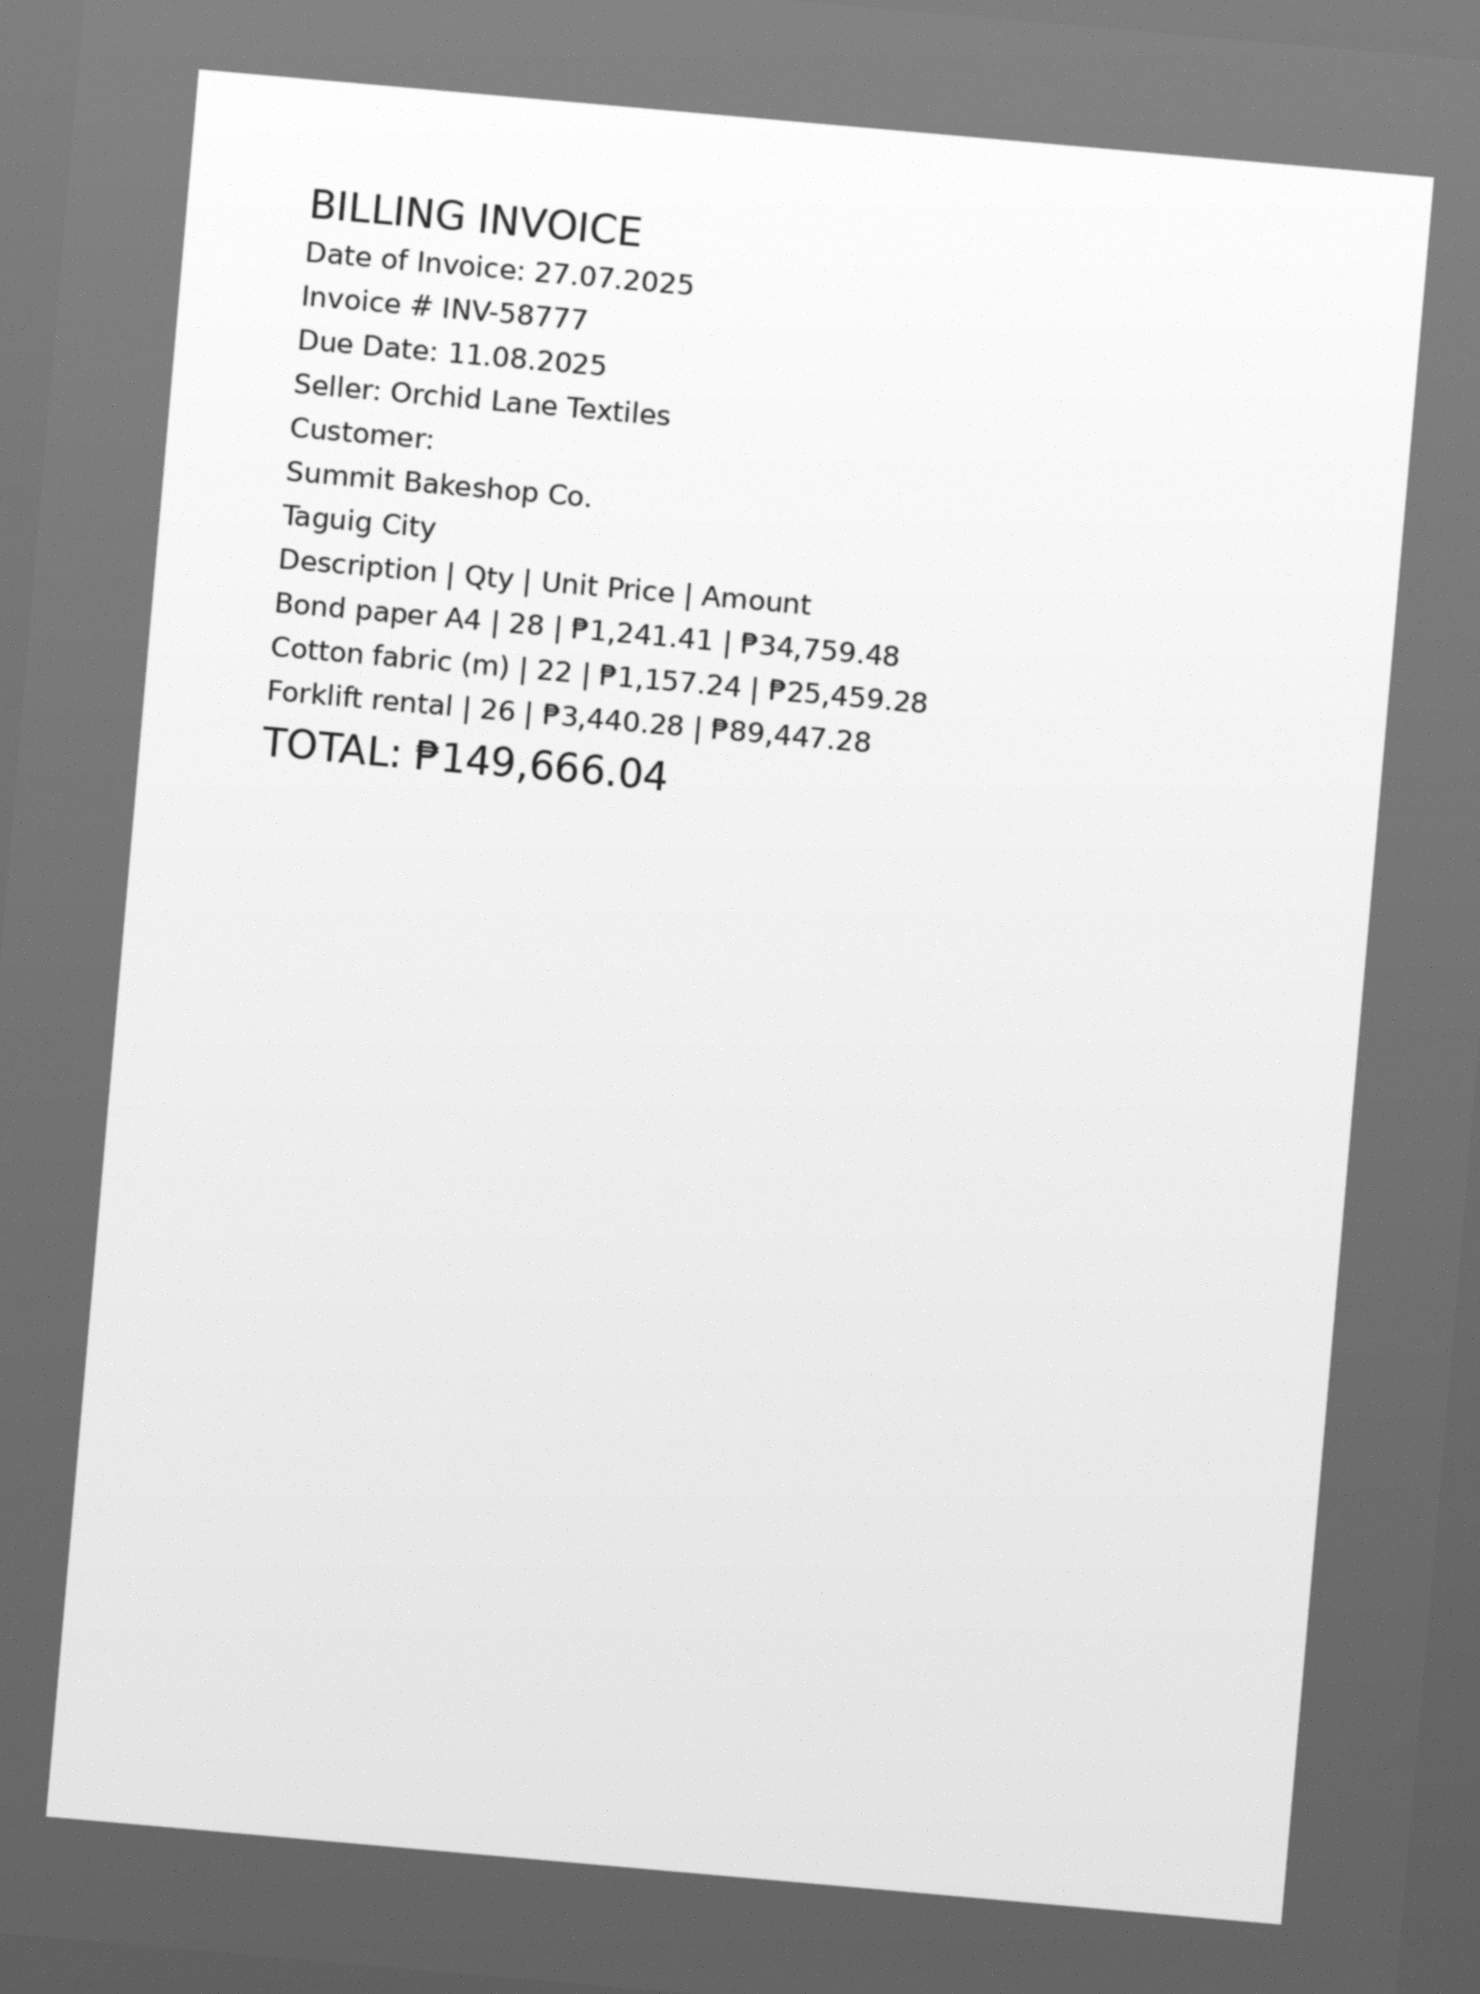 BILLING INVOICE
Date of Invoice: 27.07.2025
Invoice # INV-58777
Due Date: 11.08.2025
Seller: Orchid Lane Textiles
Customer:
Summit Bakeshop Co.
Taguig City
Description | Qty | Unit Price | Amount
Bond paper A4 | 28 | ₱1,241.41 | ₱34,759.48
Cotton fabric (m) | 22 | ₱1,157.24 | ₱25,459.28
Forklift rental | 26 | ₱3,440.28 | ₱89,447.28
TOTAL: ₱149,666.04